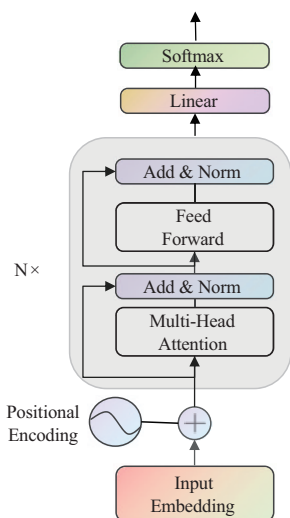 Softmax
Linear
Add & Norm
Feed
Forward
N×
Add & Norm
Multi-Head
Attention
Positional
Encoding
Input
Embedding